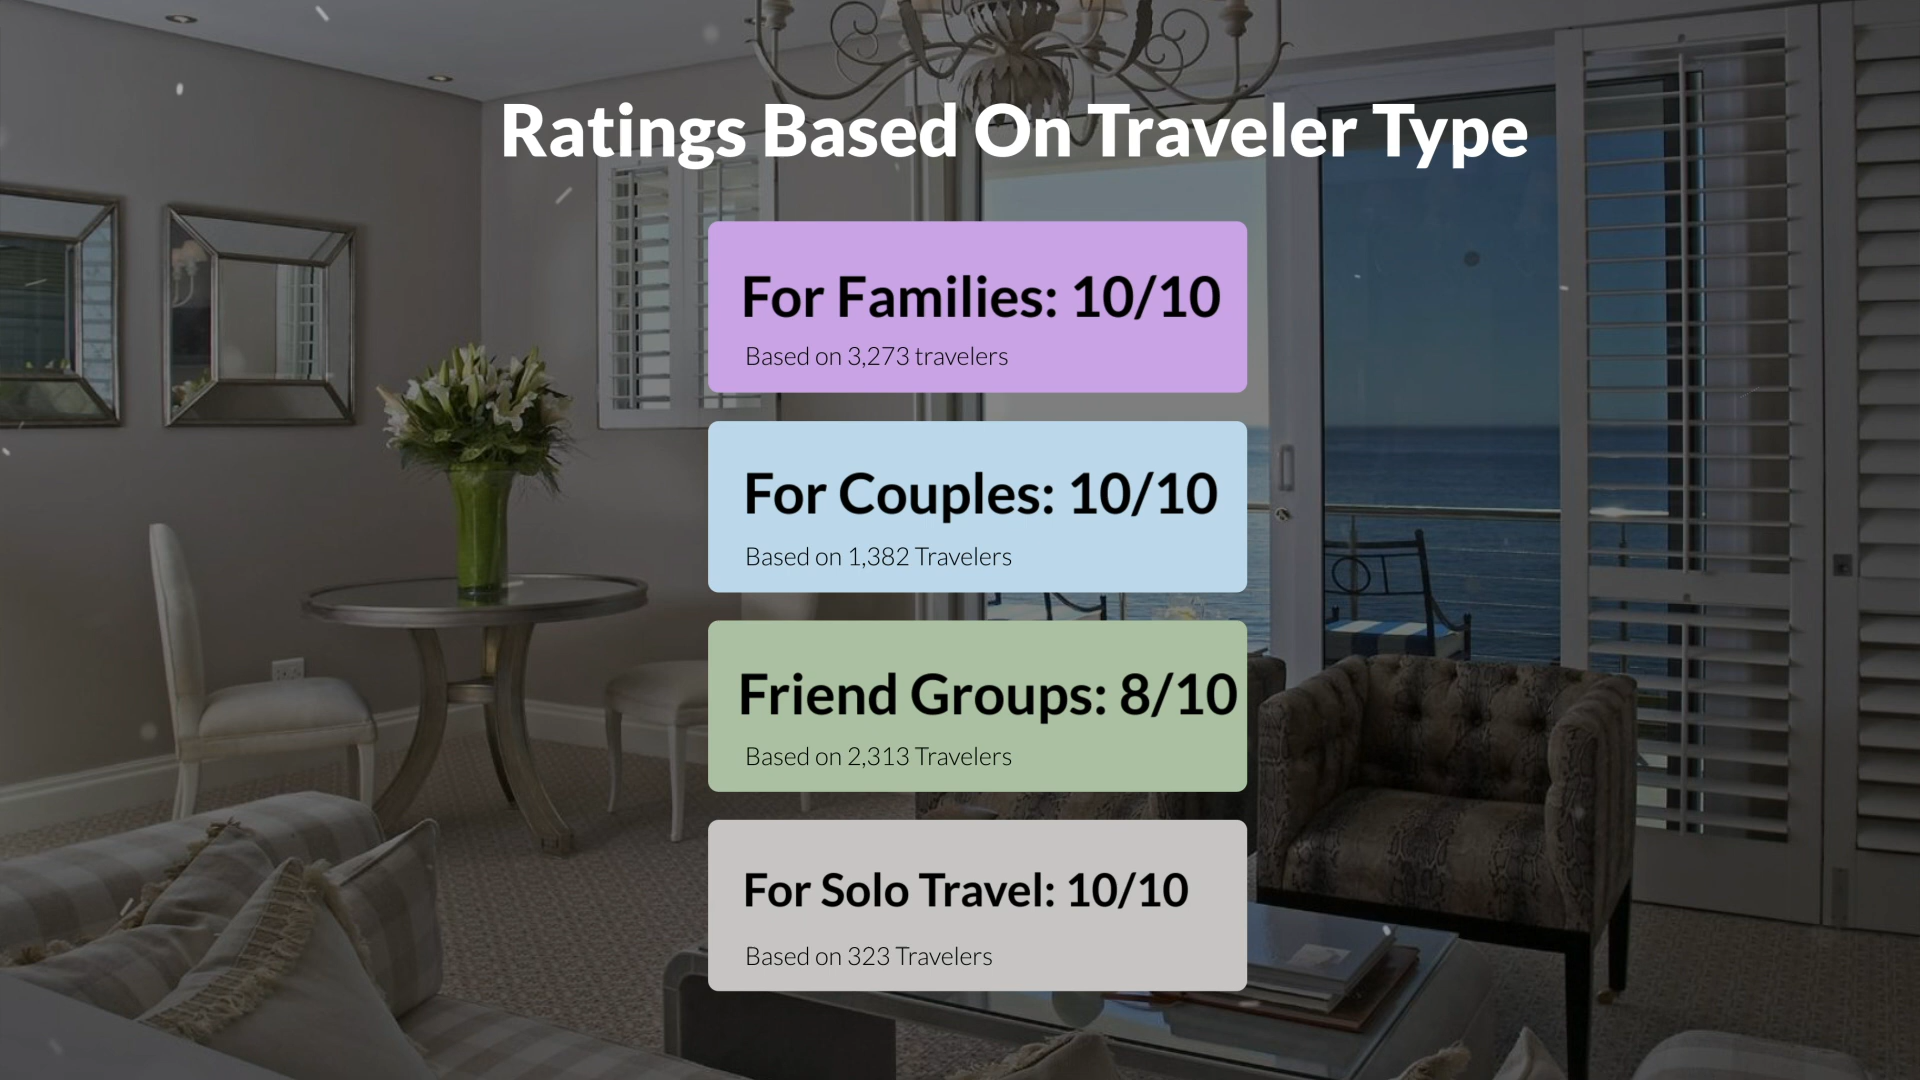 Ratings Based On Traveler Type
For Families: 10/10
Based on 3,273 travelers
For Couples: 10/10
Based on 1,382 Travelers
Friend Groups: 8/10
Based on 2,313 Travelers
For Solo Travel: 10/10
Based on 323 Travelers